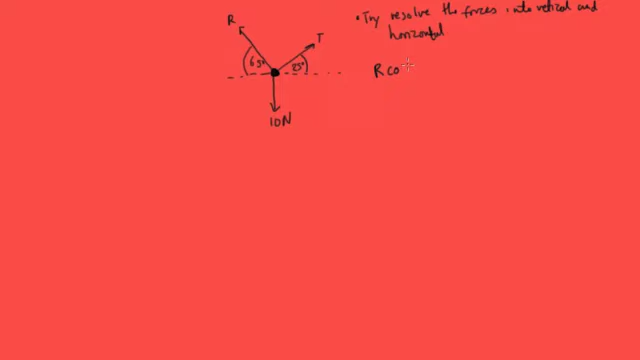 • Try resolve the forces into vertical and
horizontal
R
T
65°
25°
R co
10N